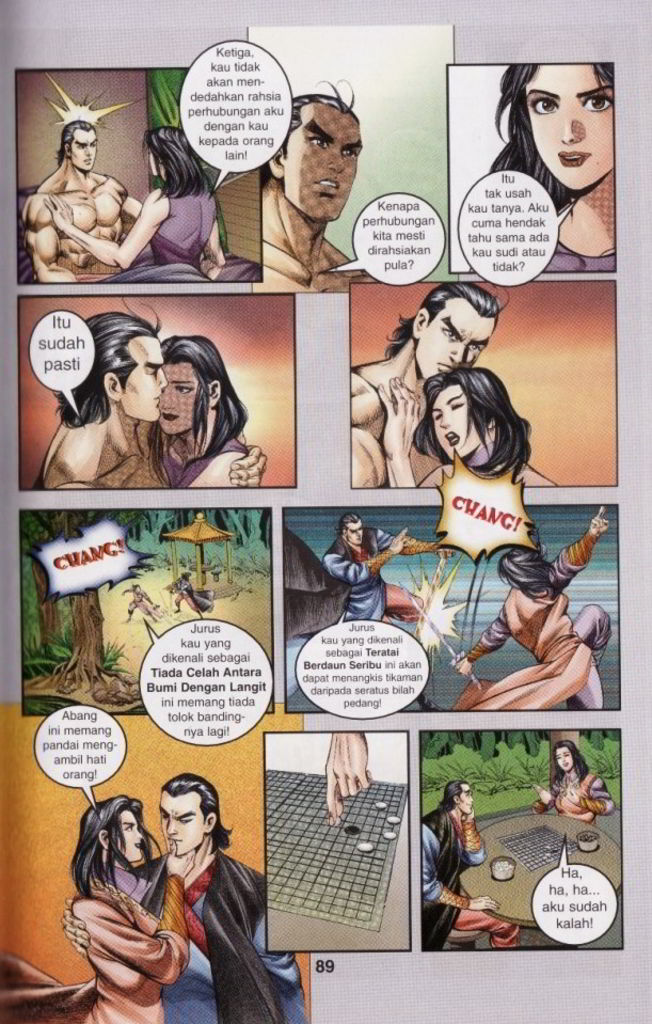 Ketiga,
kau tidak
akan men-
dedahkan rahsia
perhubungan aku
dengan kau
kepada orang
lain!
Kenapa
perhubungan
kita mesti
dirahsiakan
pula?
Itu
tak usah
kau tanya. Aku
cuma hendak
tahu sama ada
kau sudi atau
tidak?
Itu
sudah
pasti
CHANG!
Jurus
kau yang
dikenali sebagai
Tiada Celah Antara
Bumi Dengan Langit
ini memang tiada
tolok banding-
nya lagi!
CHANG!
Jurus
kau yang dikenali
sebagai Teratai
Berdaun Seribu ini akan
dapat menangkis tikaman
daripada seratus bilah
pedang!
Abang
ini memang
pandai meng-
ambil hati
orang!
Ha,
ha, ha...
aku sudah
kalah!
89